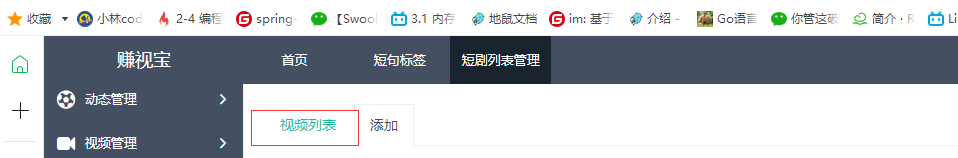 收藏 小林cod 2-4 编程 spring- 【Swool 3.1 内存 地鼠文档 im: 基于 介绍 - Go语言 你管这破 简介 · R Li
赚视宝 首页 短句标签 短剧列表管理
动态管理
视频列表 添加
视频管理